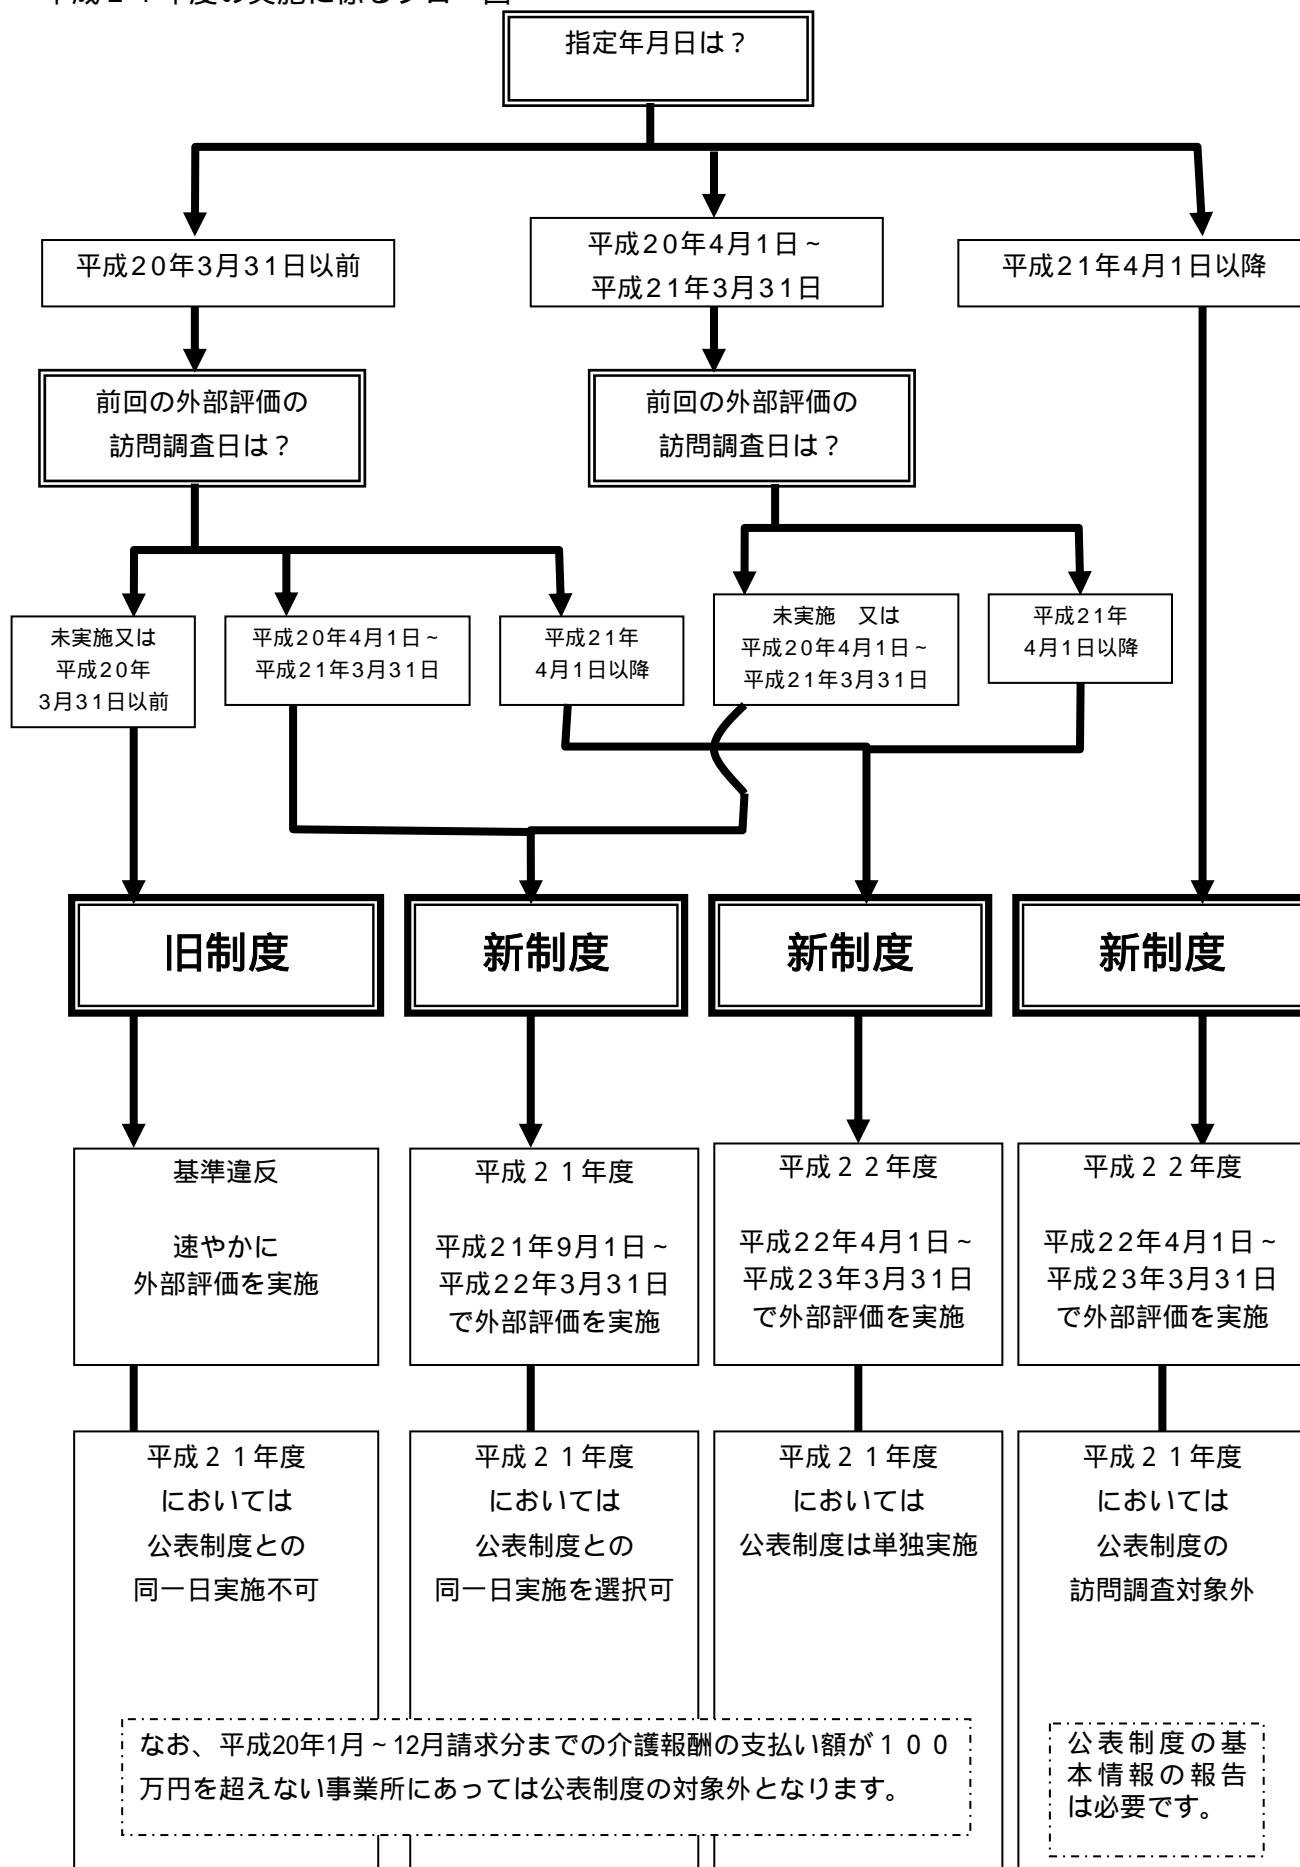 指定年月日は？
平成20年3月31日以前
平成20年4月1日～
平成21年3月31日
平成21年4月1日以降
前回の外部評価の
訪問調査日は？
前回の外部評価の
訪問調査日は？
未実施又は
平成20年
3月31日以前
平成20年4月1日～
平成21年3月31日
平成21年
4月1日以降
未実施　又は
平成20年4月1日～
平成21年3月31日
平成21年
4月1日以降
旧制度
新制度
新制度
新制度
基準違反
速やかに
外部評価を実施
平成２１年度
平成21年9月1日～
平成22年3月31日
で外部評価を実施
平成２２年度
平成22年4月1日～
平成23年3月31日
で外部評価を実施
平成２２年度
平成22年4月1日～
平成23年3月31日
で外部評価を実施
平成２１年度
においては
公表制度との
同一日実施不可
平成２１年度
においては
公表制度との
同一日実施を選択可
平成２１年度
においては
公表制度は単独実施
平成２１年度
においては
公表制度の
訪問調査対象外
なお、平成20年1月～12月請求分までの介護報酬の支払い額が１００
万円を超えない事業所にあっては公表制度の対象外となります。
公表制度の基
本情報の報告
は必要です。